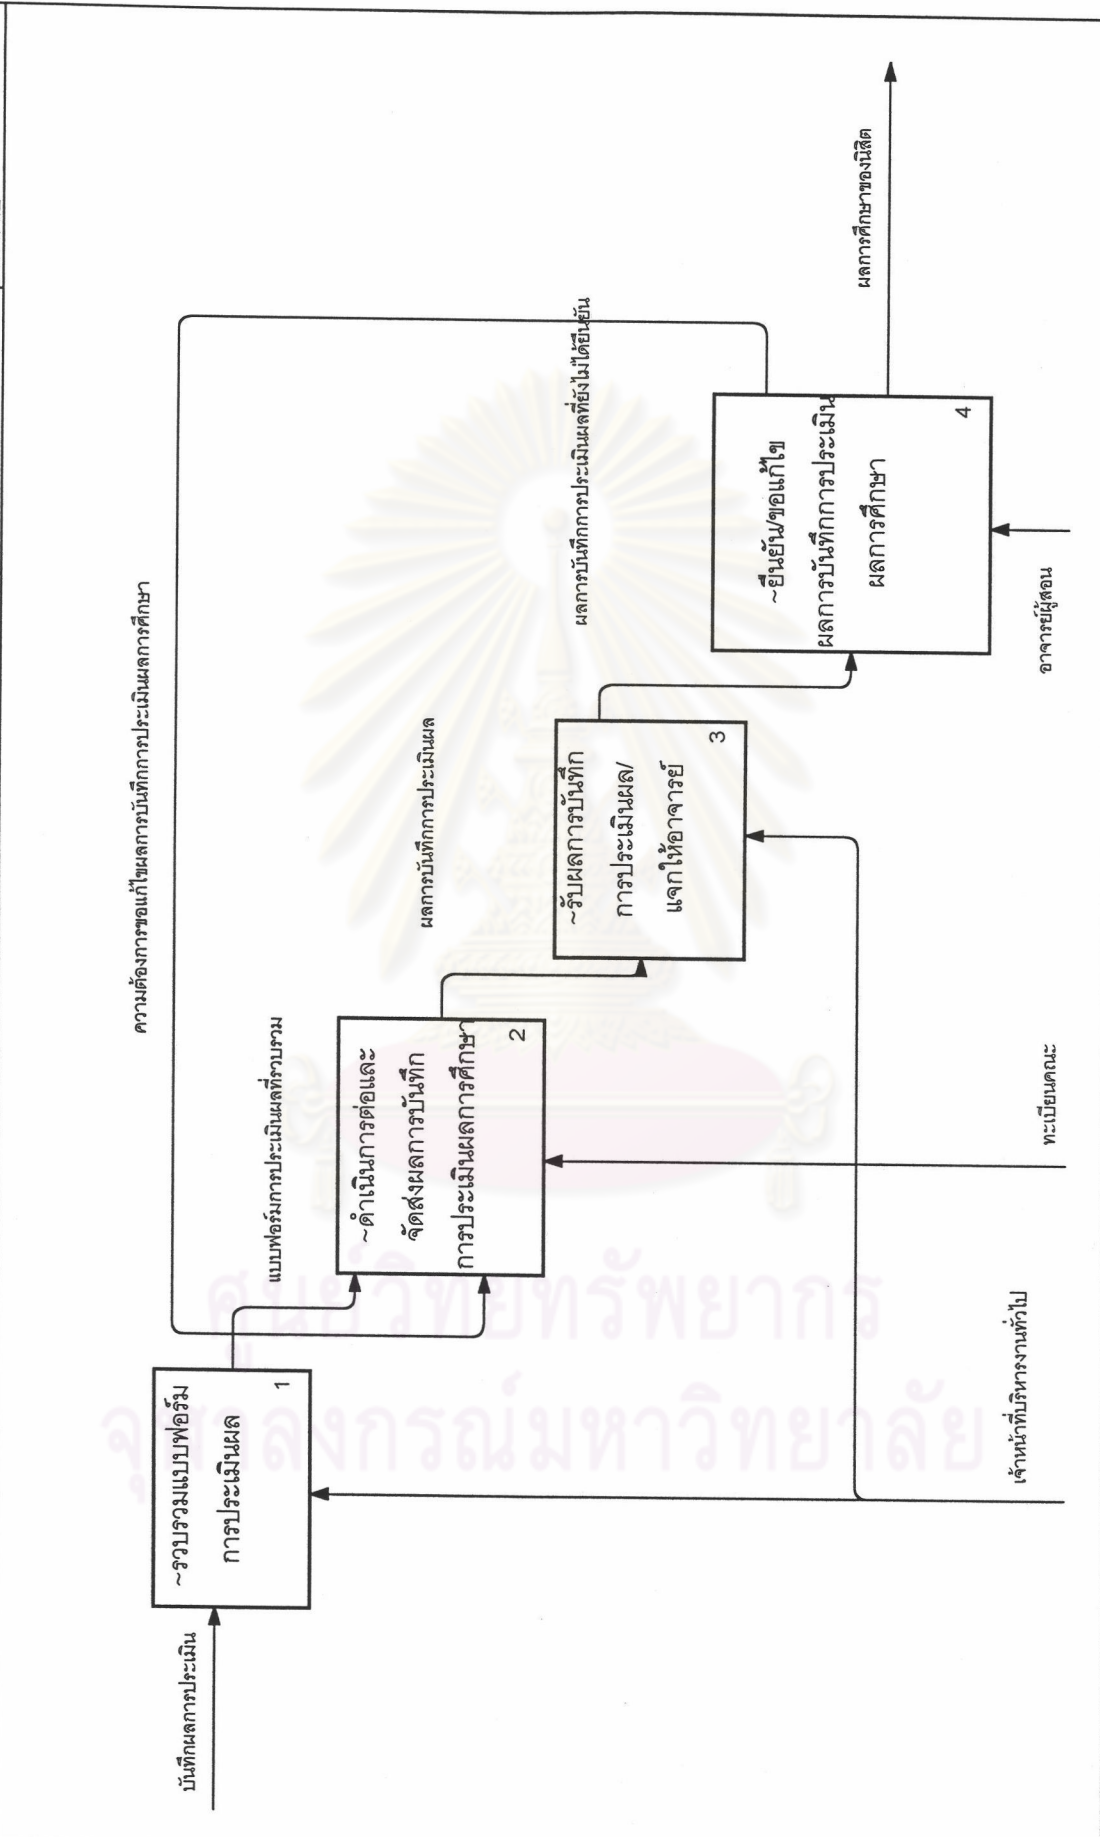 ความต้องการขอแก้ไขผลการบันทึกการประเมินผลการศึกษา
บันทึกผลการประเมิน
~รวบรวมแบบฟอร์ม
การประเมินผล
1
แบบฟอร์มการประเมินผลที่รวบรวม
~ดำเนินการต่อและ
จัดส่งผลการบันทึก
การประเมินผลการศึกษา
2
ผลการบันทึกการประเมินผล
~รับผลการบันทึก
การประเมินผล/
แจกให้อาจารย์
3
ผลการบันทึกการประเมินผลที่ยังไม่ได้ยืนยัน
~ยืนยัน/ขอแก้ไข
ผลการบันทึกการประเมิน
ผลการศึกษา
4
ผลการศึกษาของนิสิต
เจ้าหน้าที่บริหารงานทั่วไป
ทะเบียนคณะ
อาจารย์ผู้สอน
ศูนย์วิทยทรัพยากร
จุฬาลงกรณ์มหาวิทยาลัย